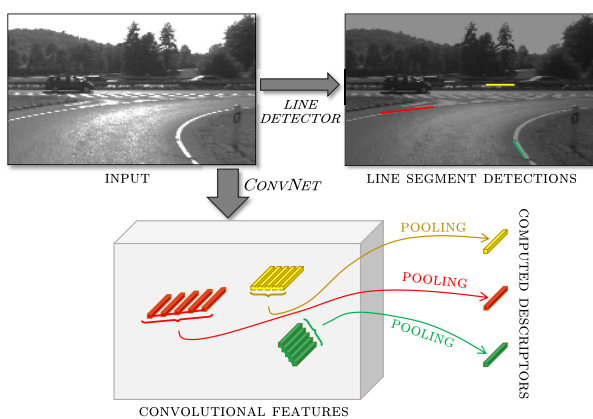 LINE
DETECTOR
INPUT
LINE SEGMENT DETECTIONS
CONVNET
POOLING
POOLING
POOLING
COMPUTED DESCRIPTORS
CONVOLUTIONAL FEATURES